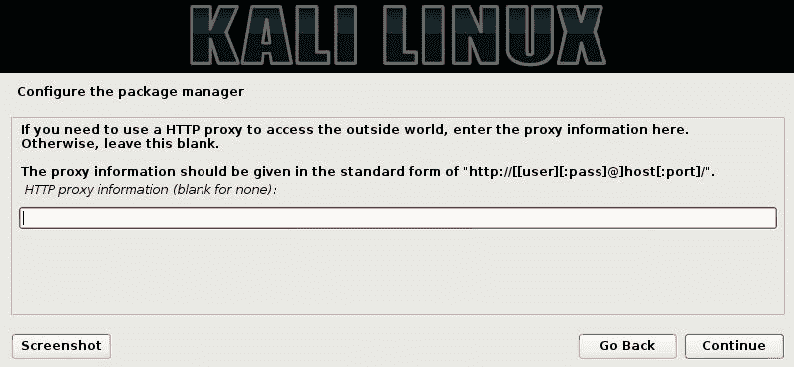 KALI LINUX
Configure the package manager
If you need to use a HTTP proxy to access the outside world, enter the proxy information here.
Otherwise, leave this blank.
The proxy information should be given in the standard form of "http://[[user][:pass]@]host[:port]/".
HTTP proxy information (blank for none):
Screenshot
Go Back
Continue